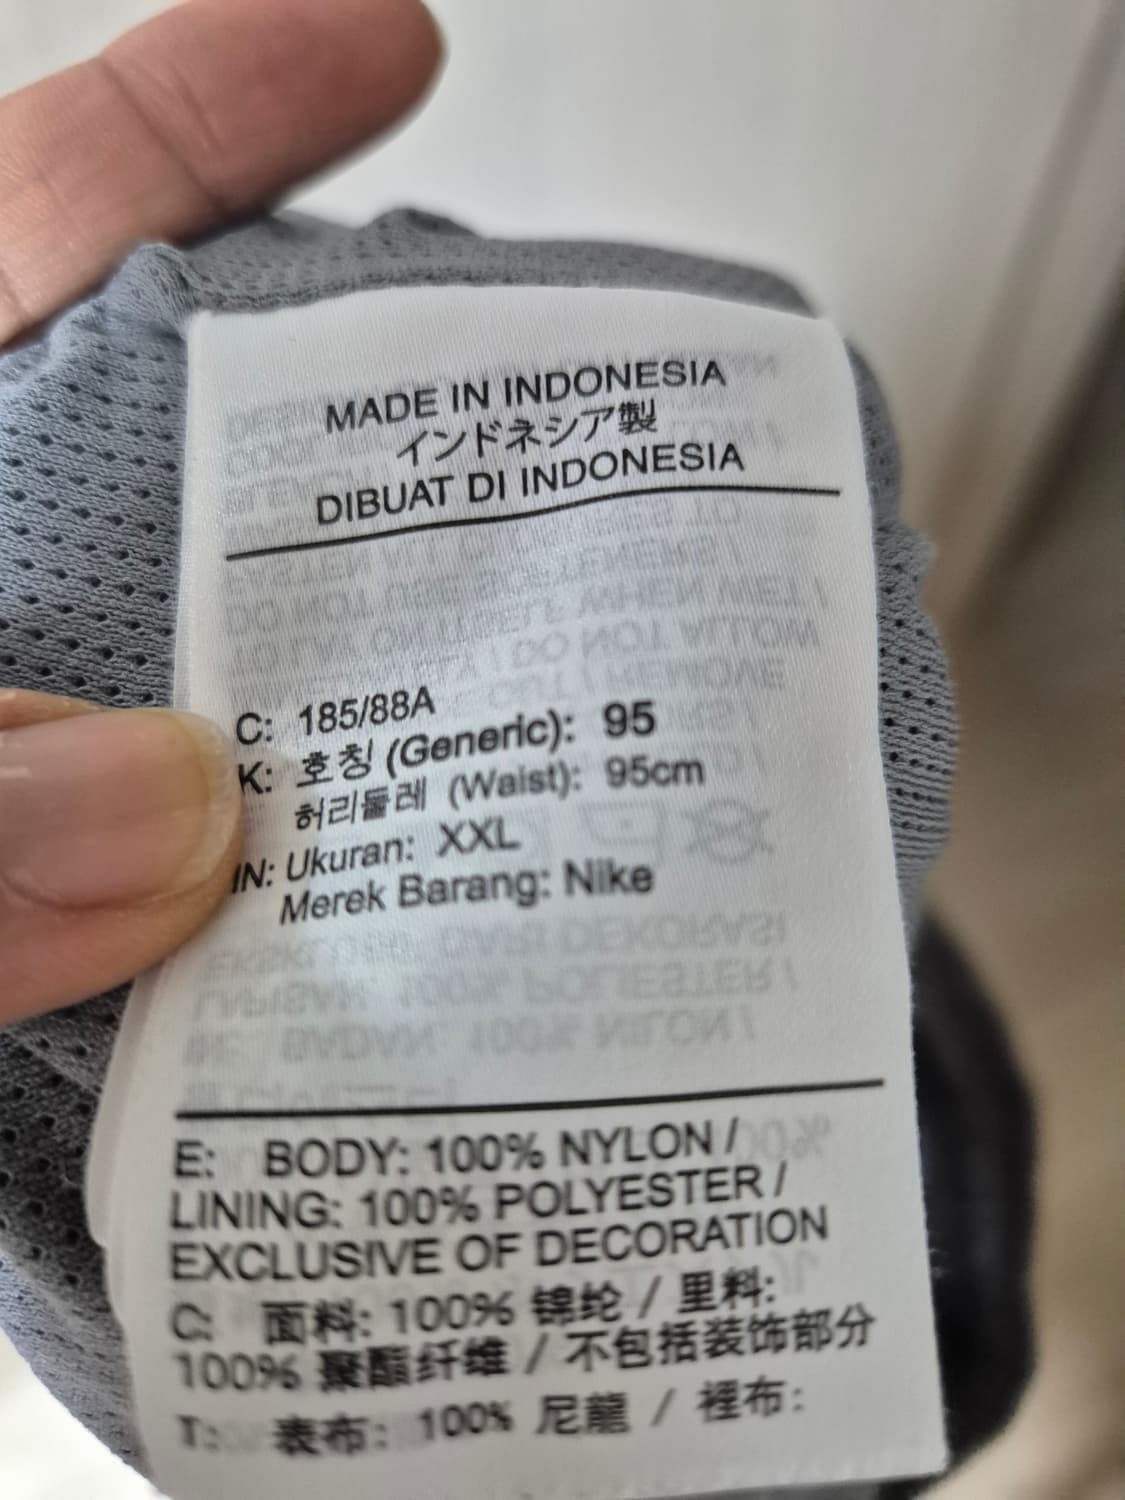 MADE IN INDONESIA
インドネシア製
DIBUAT DI INDONESIA
C: 185/88A
K: 호칭 (Generic): 95
허리둘레 (Waist): 95cm
IN: Ukuran: XXL
Merek Barang: Nike
E: BODY: 100% NYLON /
LINING: 100% POLYESTER /
EXCLUSIVE OF DECORATION
C: 面料: 100% 锦纶 / 里料:
100% 聚酯纤维 / 不包括装饰部分
T: 表布: 100% 尼龍 / 裡布: